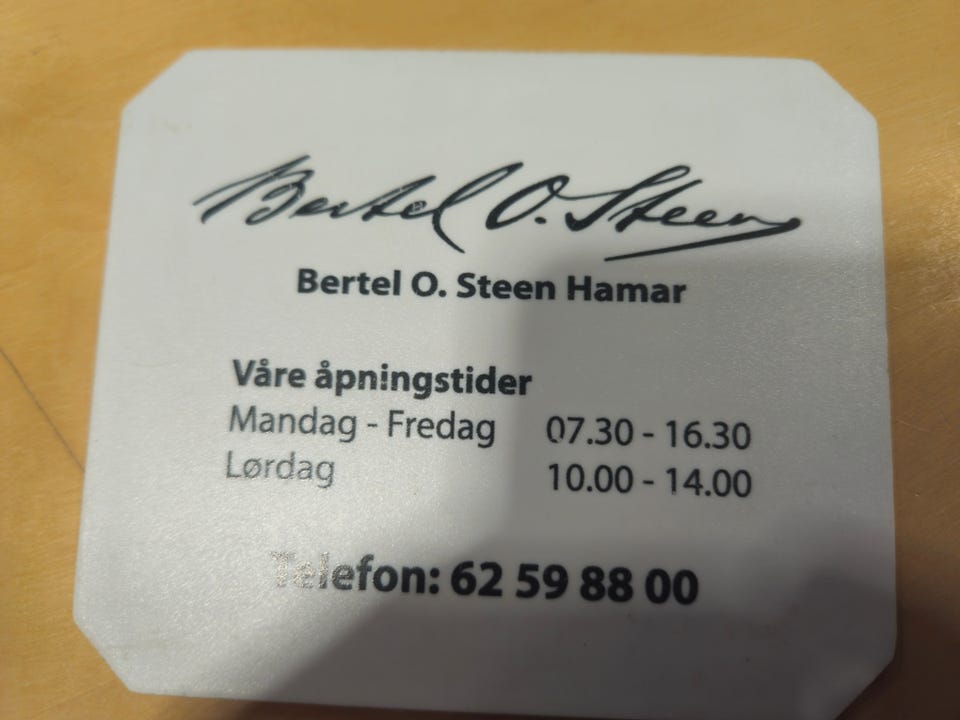 Bertel O. Steen
Bertel O. Steen Hamar
Våre åpningstider
Mandag - Fredag 07.30 - 16.30
Lørdag 10.00 - 14.00
Telefon: 62 59 88 00